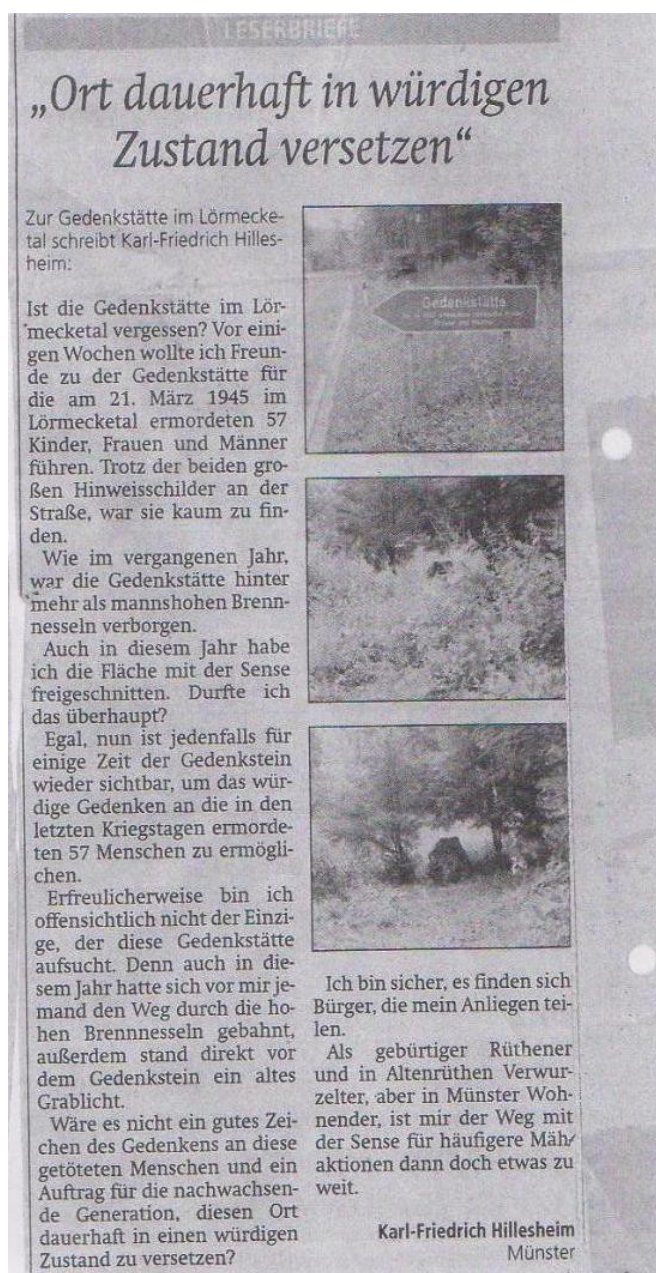 LESERBRIEFE
„Ort dauerhaft in würdigen
Zustand versetzen“
Zur Gedenkstätte im Lörmecke-
tal schreibt Karl-Friedrich Hilles-
heim:
Ist die Gedenkstätte im Lör-
mecketal vergessen? Vor eini-
gen Wochen wollte ich Freun-
de zu der Gedenkstätte für
die am 21. März 1945 im
Lörmecketal ermordeten 57
Kinder, Frauen und Männer
führen. Trotz der beiden gro-
ßen Hinweisschilder an der
Straße, war sie kaum zu fin-
den.
Wie im vergangenen Jahr,
war die Gedenkstätte hinter
mehr als mannshohen Brenn-
nesseln verborgen.
Auch in diesem Jahr habe
ich die Fläche mit der Sense
freigeschnitten. Durfte ich
das überhaupt?
Egal, nun ist jedenfalls für
einige Zeit der Gedenkstein
wieder sichtbar, um das wür-
dige Gedenken an die in den
letzten Kriegstagen ermorde-
ten 57 Menschen zu ermögli-
chen.
Erfreulicherweise bin ich
offensichtlich nicht der Einzi-
ge, der diese Gedenkstätte
aufsucht. Denn auch in die-
sem Jahr hatte sich vor mir je-
mand den Weg durch die ho-
hen Brennnesseln gebahnt,
außerdem stand direkt vor
dem Gedenkstein ein altes
Grablicht.
Wäre es nicht ein gutes Zei-
chen des Gedenkens an diese
getöteten Menschen und ein
Auftrag für die nachwachsen-
de Generation, diesen Ort
dauerhaft in einen würdigen
Zustand zu versetzen?
Gedenkstätte
Ich bin sicher, es finden sich
Bürger, die mein Anliegen tei-
len.
Als gebürtiger Rüthener
und in Altenrüthen Verwur-
zelter, aber in Münster Woh-
nender, ist mir der Weg mit
der Sense für häufigere Mäh-
aktionen dann doch etwas zu
weit.
Karl-Friedrich Hillesheim
Münster